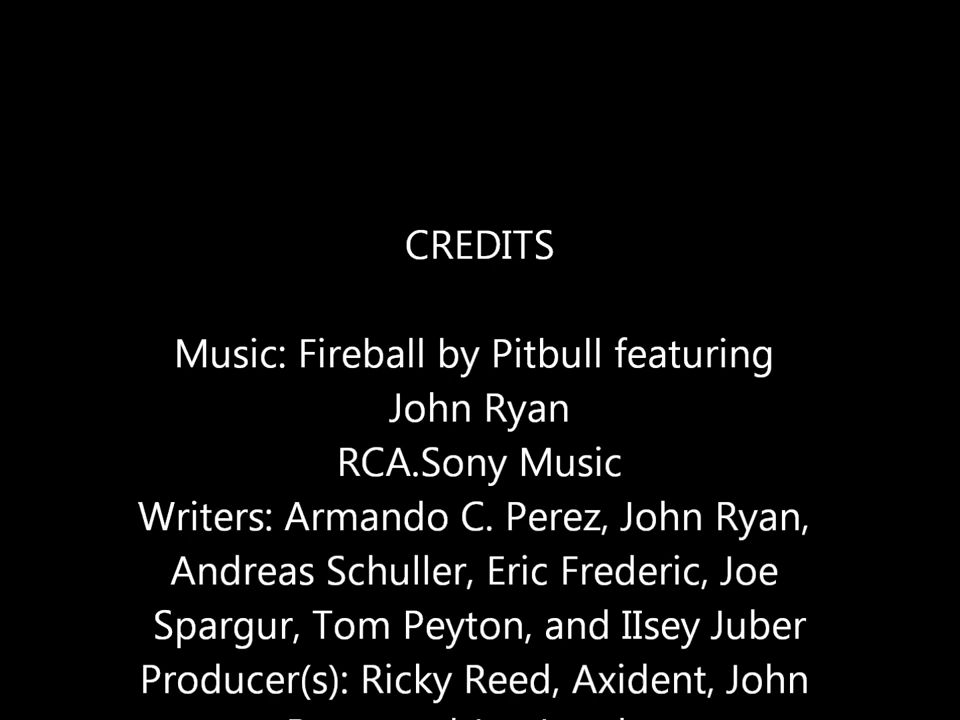 CREDITS
Music: Fireball by Pitbull featuring
John Ryan
RCA.Sony Music
Writers: Armando C. Perez, John Ryan,
Andreas Schuller, Eric Frederic, Joe
Spargur, Tom Peyton, and IIsey Juber
Producer(s): Ricky Reed, Axident, John